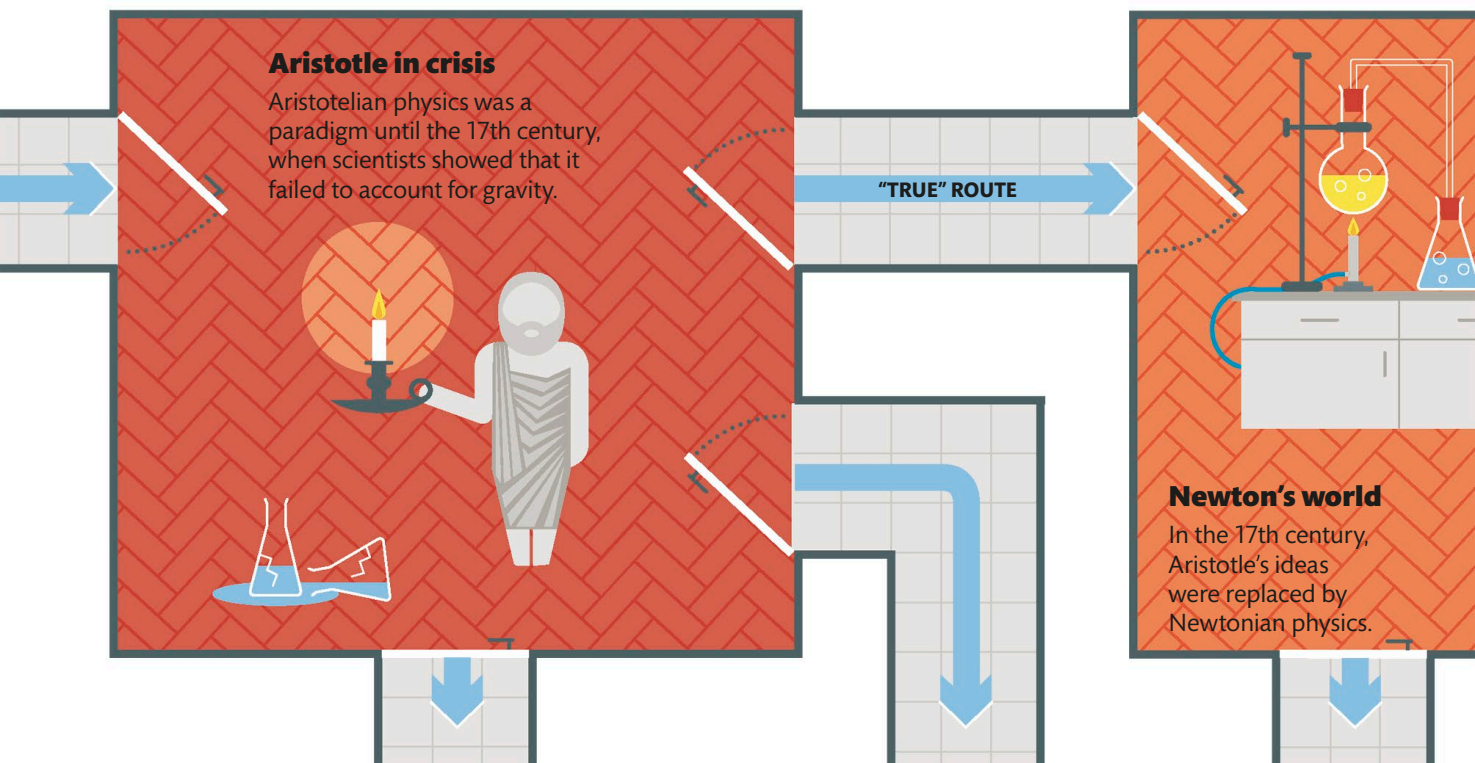 Aristotle in crisis
Aristotelian physics was a
paradigm until the 17th century,
when scientists showed that it
failed to account for gravity.
“TRUE” ROUTE
Newton’s world
In the 17th century,
Aristotle’s ideas
were replaced by
Newtonian physics.